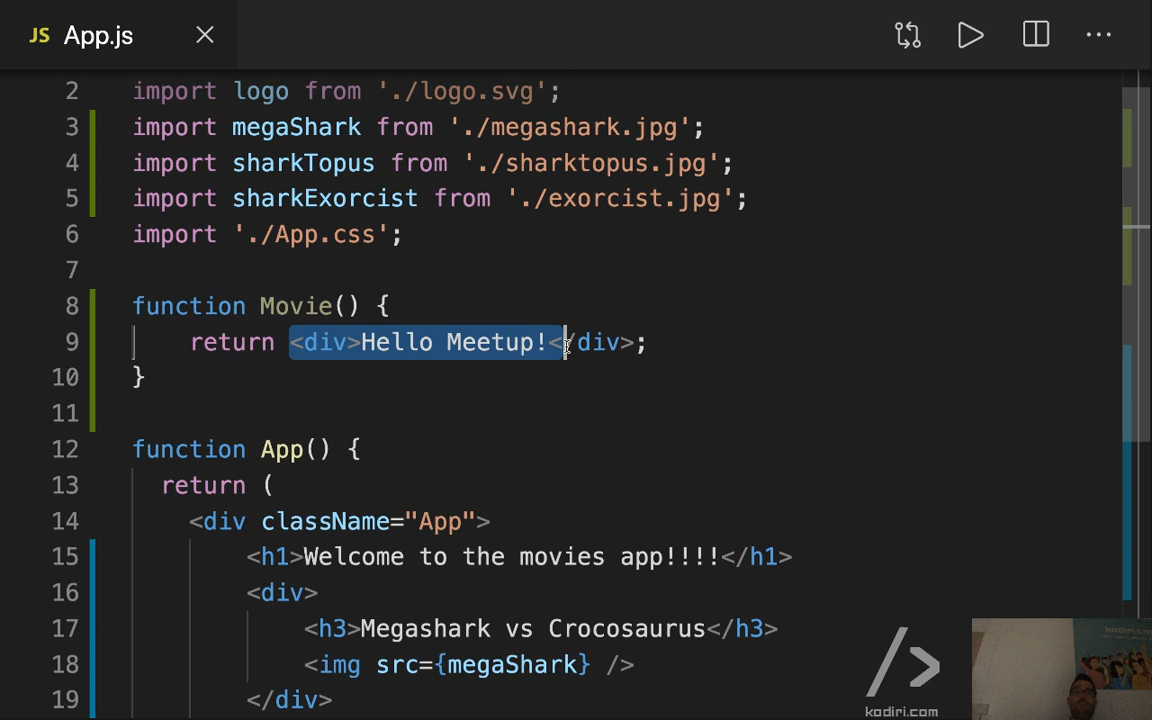 JS App.js
2 import logo from './logo.svg';
3 import megaShark from './megashark.jpg';
4 import sharkTopus from './sharktopus.jpg';
5 import sharkExorcist from './exorcist.jpg';
6 import './App.css';
7
8 function Movie() {
9 return <div>Hello Meetup!</div>;
10 }
11
12 function App() {
13 return (
14 <div className="App">
15 <h1>Welcome to the movies app!!!!</h1>
16 <div>
17 <h3>Megashark vs Crocosaurus</h3>
18 <img src={megaShark} />
19 </div>
kodiri.com
kodiri.com